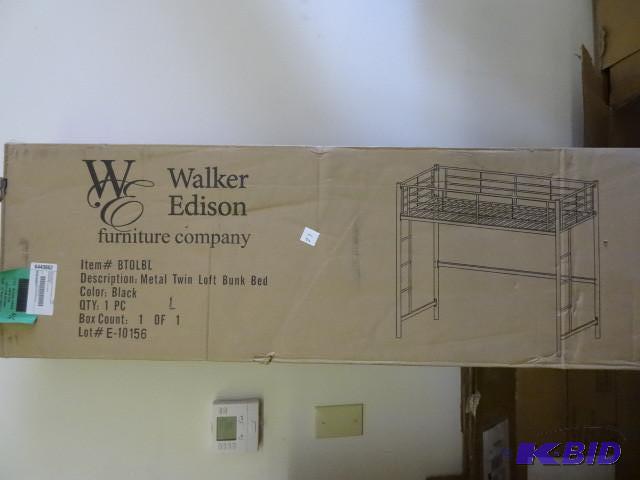 WE
Walker
Edison
furniture company
Item# BTOLBL
Description: Metal Twin Loft Bunk Bed
Color: Black
QTY: 1 PC
Box Count: 1 OF 1
Lot# E-10156
K-BID